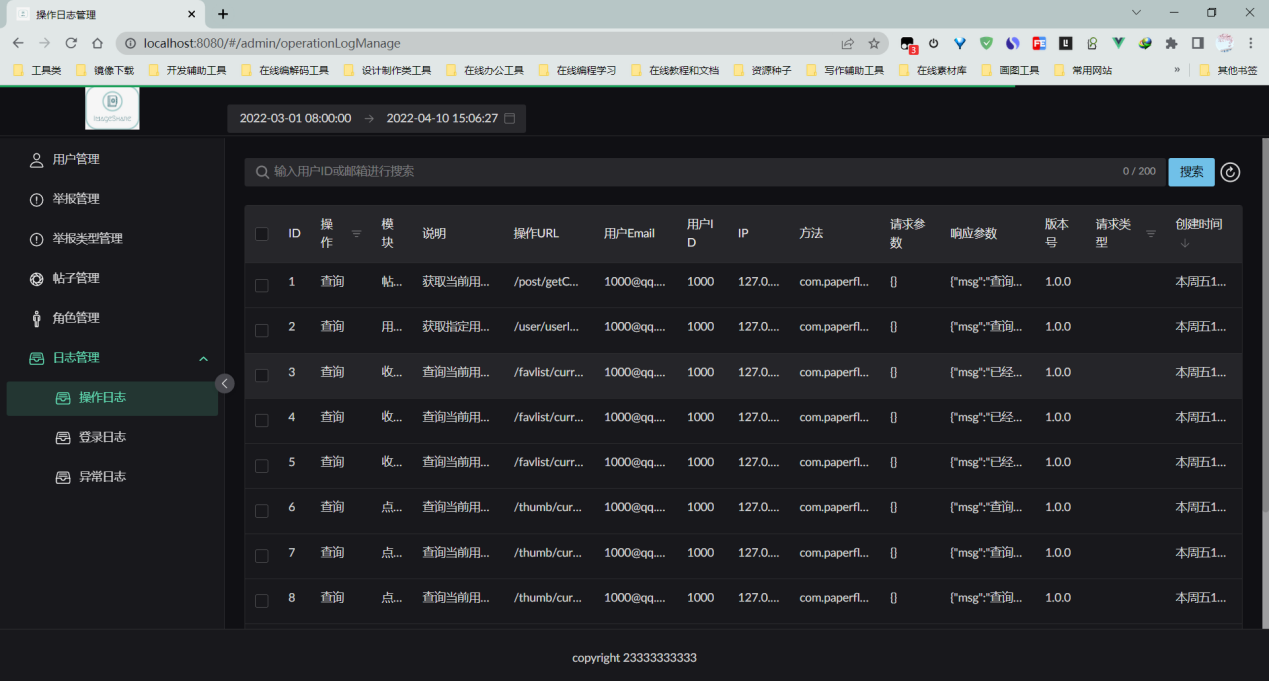 操作日志管理
localhost:8080/#/admin/operationLogManage
3
工具类 镜像下载 开发辅助工具 在线编解码工具 设计制作类工具 在线办公工具 在线编程学习 在线教程和文档 资源种子 写作辅助工具 在线素材库 画图工具 常用网站 » 其他书签
ImageShare
2022-03-01 08:00:00 → 2022-04-10 15:06:27
用户管理
举报管理
举报类型管理
帖子管理
角色管理
日志管理
操作日志
登录日志
异常日志
输入用户ID或邮箱进行搜索 0 / 200 搜索
ID 操作 模块 说明 操作URL 用户Email 用户ID IP 方法 请求参数 响应参数 版本号 请求类型 创建时间
1 查询 帖... 获取当前用... /post/getC... 1000@qq.... 1000 127.0.... com.paperfl... {} {"msg":"查询... 1.0.0 本周五1...
2 查询 用... 获取指定用... /user/userI... 1000@qq.... 1000 127.0.... com.paperfl... {} {"msg":"查询... 1.0.0 本周五1...
3 查询 收... 查询当前用... /favlist/curr... 1000@qq.... 1000 127.0.... com.paperfl... {} {"msg":"已经... 1.0.0 本周五1...
4 查询 收... 查询当前用... /favlist/curr... 1000@qq.... 1000 127.0.... com.paperfl... {} {"msg":"已经... 1.0.0 本周五1...
5 查询 收... 查询当前用... /favlist/curr... 1000@qq.... 1000 127.0.... com.paperfl... {} {"msg":"已经... 1.0.0 本周五1...
6 查询 点... 查询当前用... /thumb/cur... 1000@qq.... 1000 127.0.... com.paperfl... {} {"msg":"查询... 1.0.0 本周五1...
7 查询 点... 查询当前用... /thumb/cur... 1000@qq.... 1000 127.0.... com.paperfl... {} {"msg":"查询... 1.0.0 本周五1...
8 查询 点... 查询当前用... /thumb/cur... 1000@qq.... 1000 127.0.... com.paperfl... {} {"msg":"查询... 1.0.0 本周五1...
copyright 23333333333